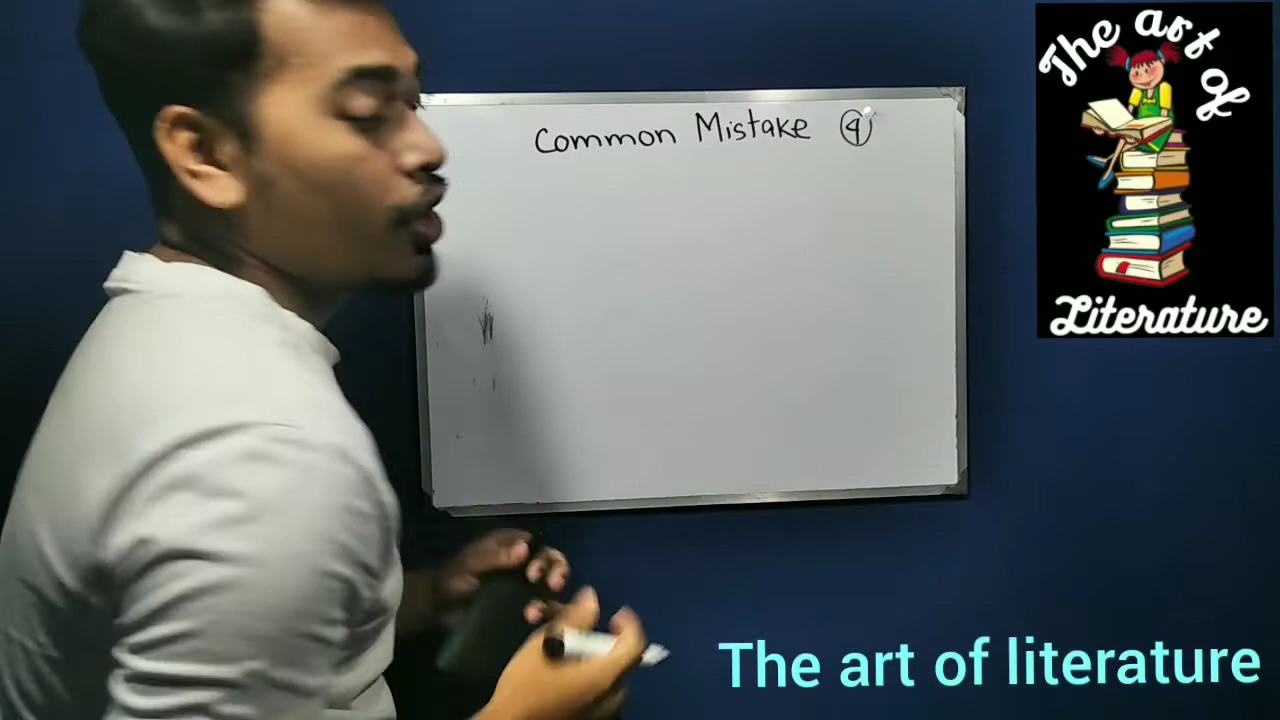 Common Mistake ④
The art of
Literature
The art of literature